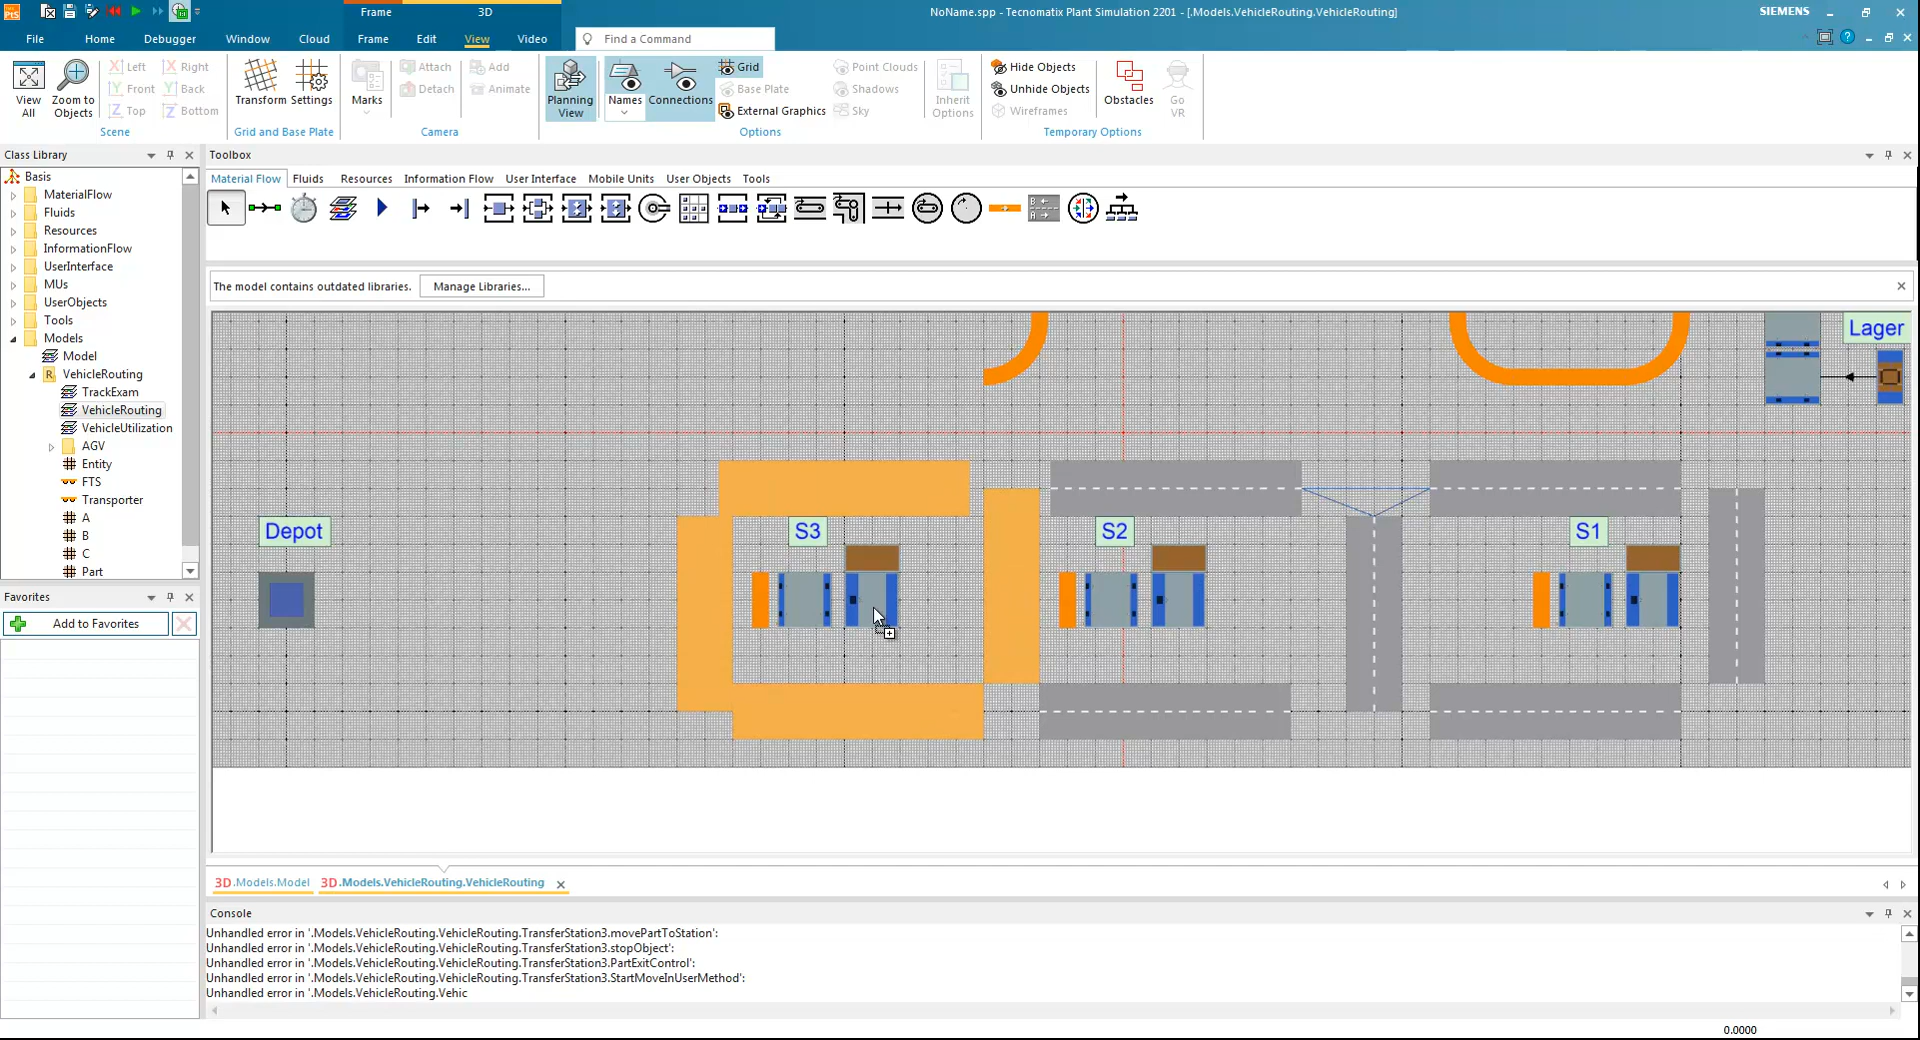 NoName.spp - Tecnomatix Plant Simulation 2201 - [.Models.VehicleRouting.VehicleRouting]
SIEMENS
Frame
3D
File
Home
Debugger
Window
Cloud
Frame
Edit
View
Video
Find a Command
View All
Zoom to Objects
Left
Right
Front
Back
Top
Bottom
Scene
Transform
Settings
Grid and Base Plate
Marks
Attach
Detach
Add
Animate
Camera
Planning View
Names
Connections
Grid
Base Plate
External Graphics
Point Clouds
Shadows
Sky
Options
Inherit Options
Hide Objects
Unhide Objects
Wireframes
Obstacles
Go VR
Temporary Options
Class Library
Toolbox
Material Flow
Fluids
Resources
Information Flow
User Interface
Mobile Units
User Objects
Tools
The model contains outdated libraries.
Manage Libraries...
Basis
MaterialFlow
Fluids
Resources
InformationFlow
UserInterface
MUs
UserObjects
Tools
Models
Model
VehicleRouting
TrackExam
VehicleRouting
VehicleUtilization
AGV
Entity
FTS
Transporter
A
B
C
Part
Favorites
Add to Favorites
Lager
Depot
S3
S2
S1
3D.Models.Model
3D.Models.VehicleRouting.VehicleRouting
Console
Unhandled error in '.Models.VehicleRouting.VehicleRouting.TransferStation3.movePartToStation':
Unhandled error in '.Models.VehicleRouting.VehicleRouting.TransferStation3.stopObject':
Unhandled error in '.Models.VehicleRouting.VehicleRouting.TransferStation3.PartExitControl':
Unhandled error in '.Models.VehicleRouting.VehicleRouting.TransferStation3.StartMoveInUserMethod':
Unhandled error in '.Models.VehicleRouting.Vehic
0.0000